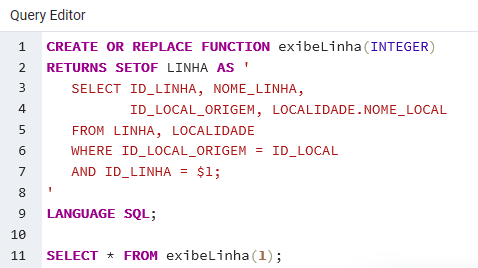 Query Editor
1 CREATE OR REPLACE FUNCTION exibeLinha(INTEGER)
2 RETURNS SETOF LINHA AS '
3 SELECT ID_LINHA, NOME_LINHA,
4 ID_LOCAL_ORIGEM, LOCALIDADE.NOME_LOCAL
5 FROM LINHA, LOCALIDADE
6 WHERE ID_LOCAL_ORIGEM = ID_LOCAL
7 AND ID_LINHA = $1;
8 '
9 LANGUAGE SQL;
10
11 SELECT * FROM exibeLinha(1);